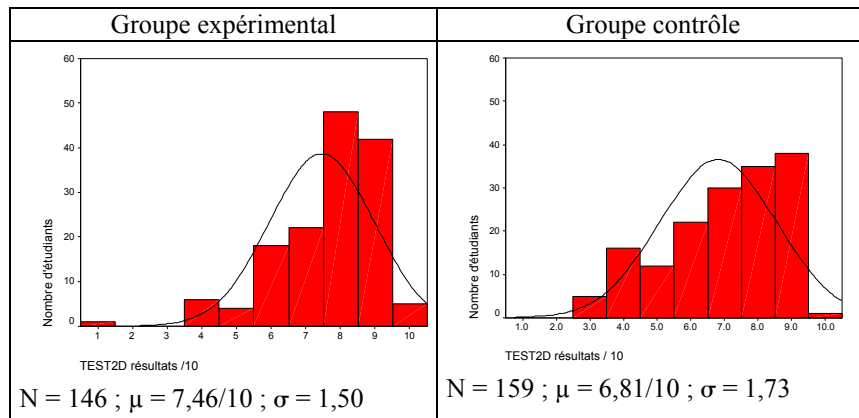 Groupe expérimental
Groupe contrôle
60
50
40
30
20
10
0
Nombre d'étudiants
1 2 3 4 5 6 7 8 9 10
TEST2D résultats /10
N = 146 ; µ = 7,46/10 ; σ = 1,50
60
50
40
30
20
10
0
Nombre d'étudiants
1.0 2.0 3.0 4.0 5.0 6.0 7.0 8.0 9.0 10.0
TEST2D résultats / 10
N = 159 ; µ = 6,81/10 ; σ = 1,73